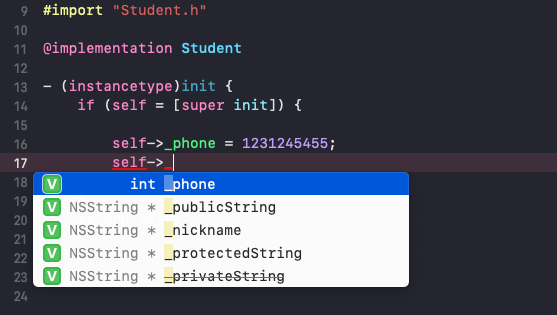 9 #import "Student.h"
10
11 @implementation Student
12
13 - (instancetype)init {
14 if (self = [super init]) {
15
16 self->_phone = 1231245455;
17 self->_
18 V int _phone
19 V NSString * _publicString
20 V NSString * _nickname
21
22 V NSString * _protectedString
23 V NSString * _privateString
24